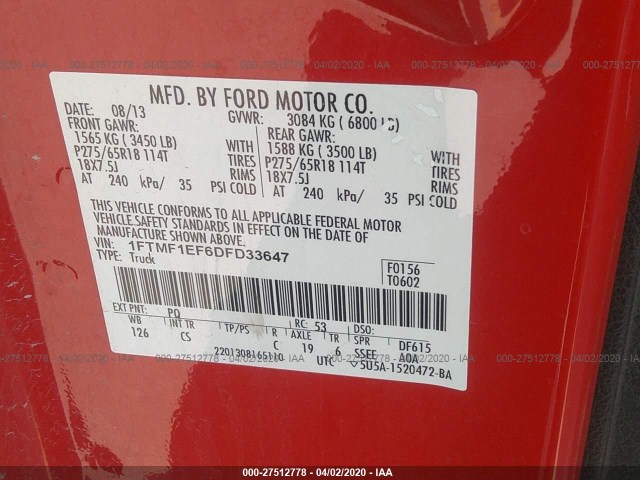 000-27512778 - 04/02/2020 - IAA
MFD. BY FORD MOTOR CO.
DATE: 08/13 GVWR: 3084 KG ( 6800 LB)
FRONT GAWR: REAR GAWR:
1565 KG ( 3450 LB) WITH 1588 KG ( 3500 LB) WITH
P275/65R18 114T TIRES P275/65R18 114T TIRES
18X7.5J RIMS 18X7.5J RIMS
AT 240 kPa/ 35 PSI COLD AT 240 kPa/ 35 PSI COLD
THIS VEHICLE CONFORMS TO ALL APPLICABLE FEDERAL MOTOR
VEHICLE SAFETY STANDARDS IN EFFECT ON THE DATE OF
MANUFACTURE SHOWN ABOVE.
VIN: 1FTMF1EF6DFD33647
TYPE: Truck
F0156
T0602
EXT PNT: PQ RC: 53 DSO:
WB INT TR TP/PS R AXLE TR SPR DF615
126 CS C 19 6 SSEE A0A
2201308165110 UTC 5U5A-1520472-BA
000-27512778 - 04/02/2020 - IAA